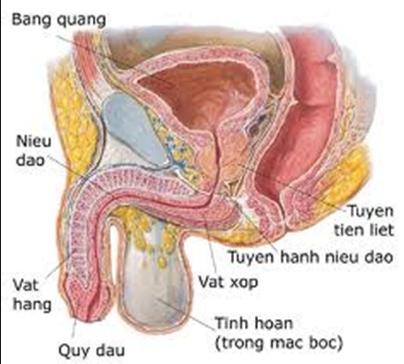 Bang quang
Nieu
dao
Tuyen
tien liet
Tuyen hanh nieu dao
Vat xop
Vat
hang
Tinh hoan
(trong mac boc)
Quy dau